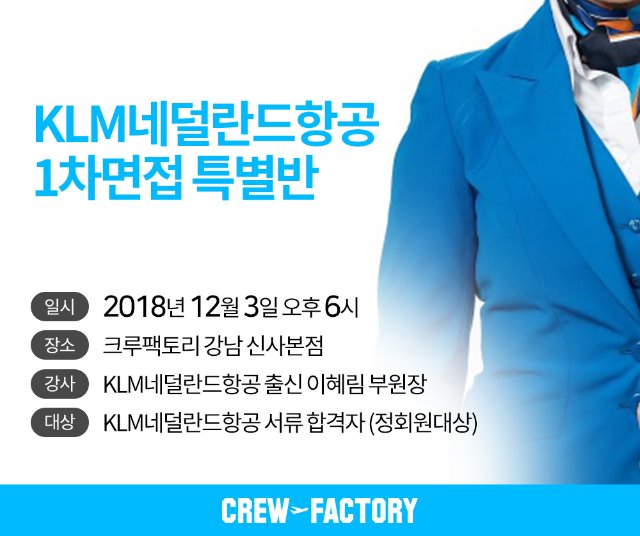 KLM네덜란드항공
1차면접 특별반
일시 2018년 12월 3일 오후 6시
장소 크루팩토리 강남 신사본점
강사 KLM네덜란드항공 출신 이혜림 부원장
대상 KLM네덜란드항공 서류 합격자 (정회원대상)
CREW FACTORY